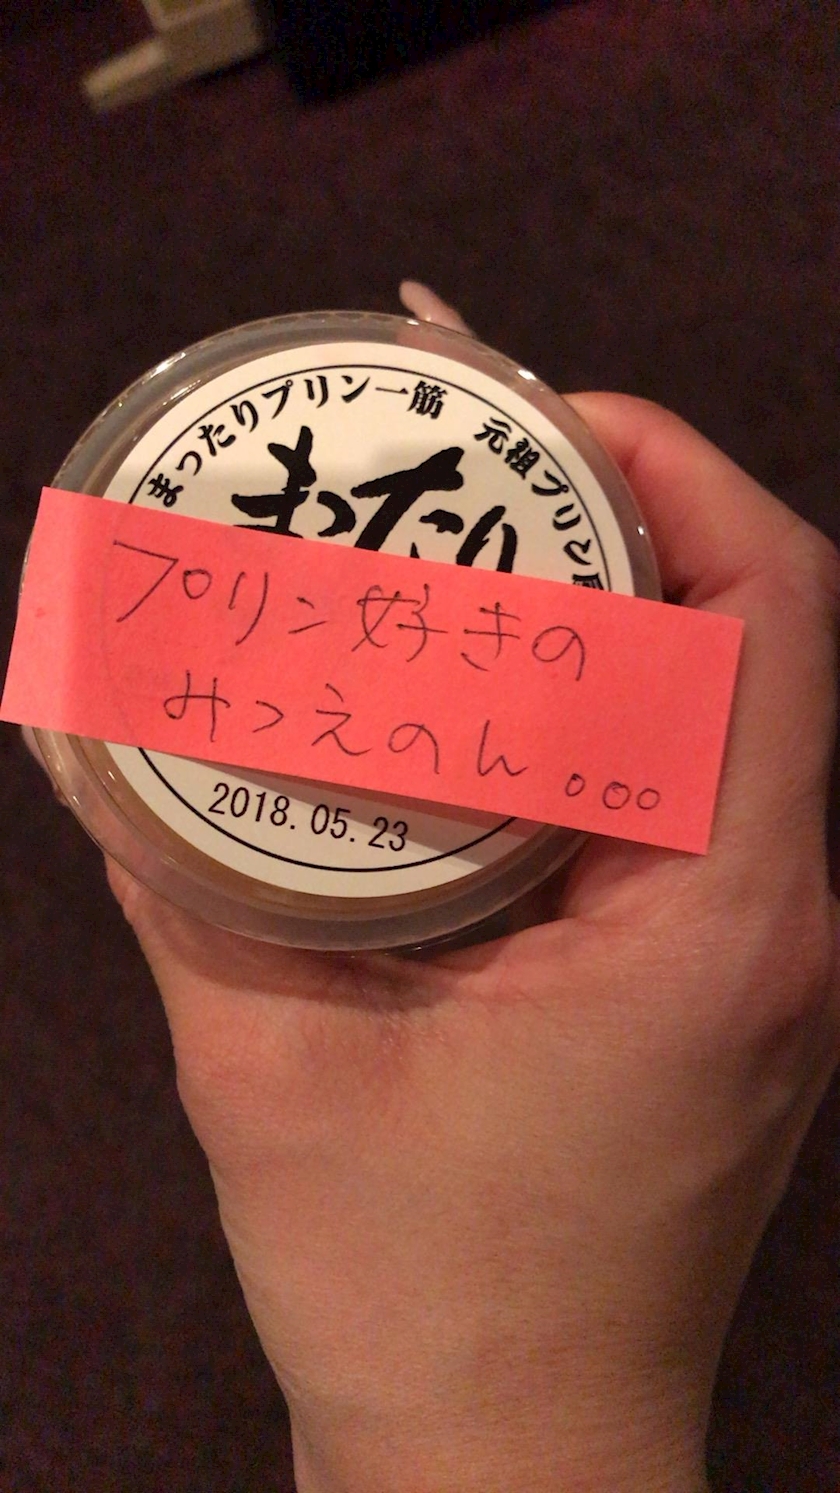 まったりプリン一筋 元祖プリン
まったり
プリン好きの
みつえのん。。。
2018.05.23